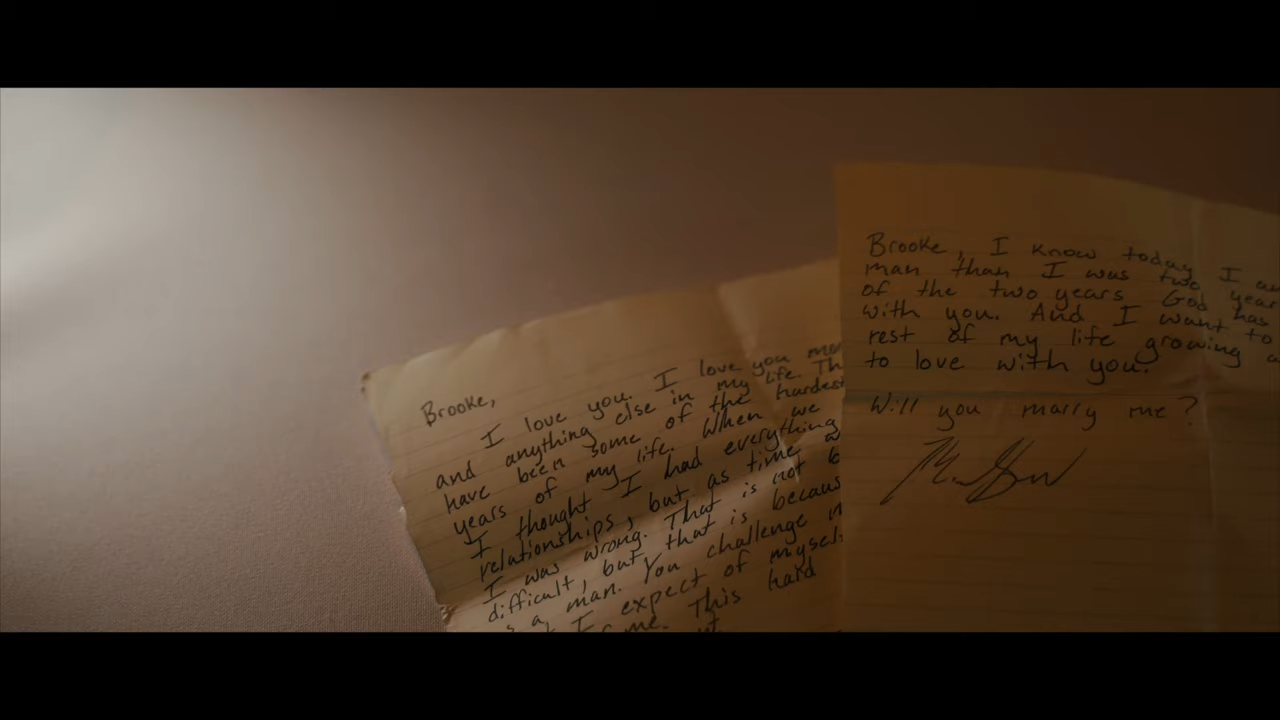 Brooke,
I love you. I love you
and anything else in my life.
have been some of the hardest
years of my life. When we
I thought I had everything
relationships, but as time
I was wrong. That is not
difficult, but that is because
a man. You challenge
I expect of myself
me. This hard
Brooke, I know today I
man than I was two
of the two years God has
with you. And I want to
rest of my life growing
to love with you.
Will you marry me?